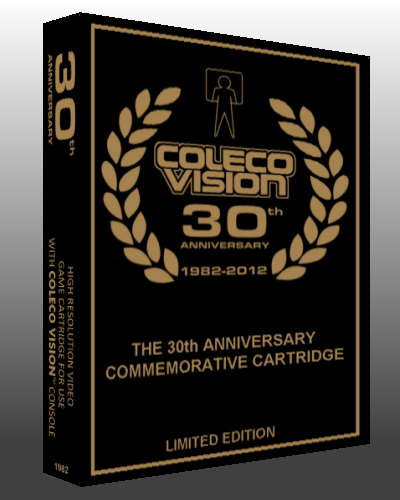 30th
ANNIVERSARY
HIGH RESOLUTION VIDEO
GAME CARTRIDGE FOR USE
WITH COLECO VISION™ CONSOLE
1982
COLECO
VISION
30th
ANNIVERSARY
1982-2012
THE 30th ANNIVERSARY
COMMEMORATIVE CARTRIDGE
LIMITED EDITION